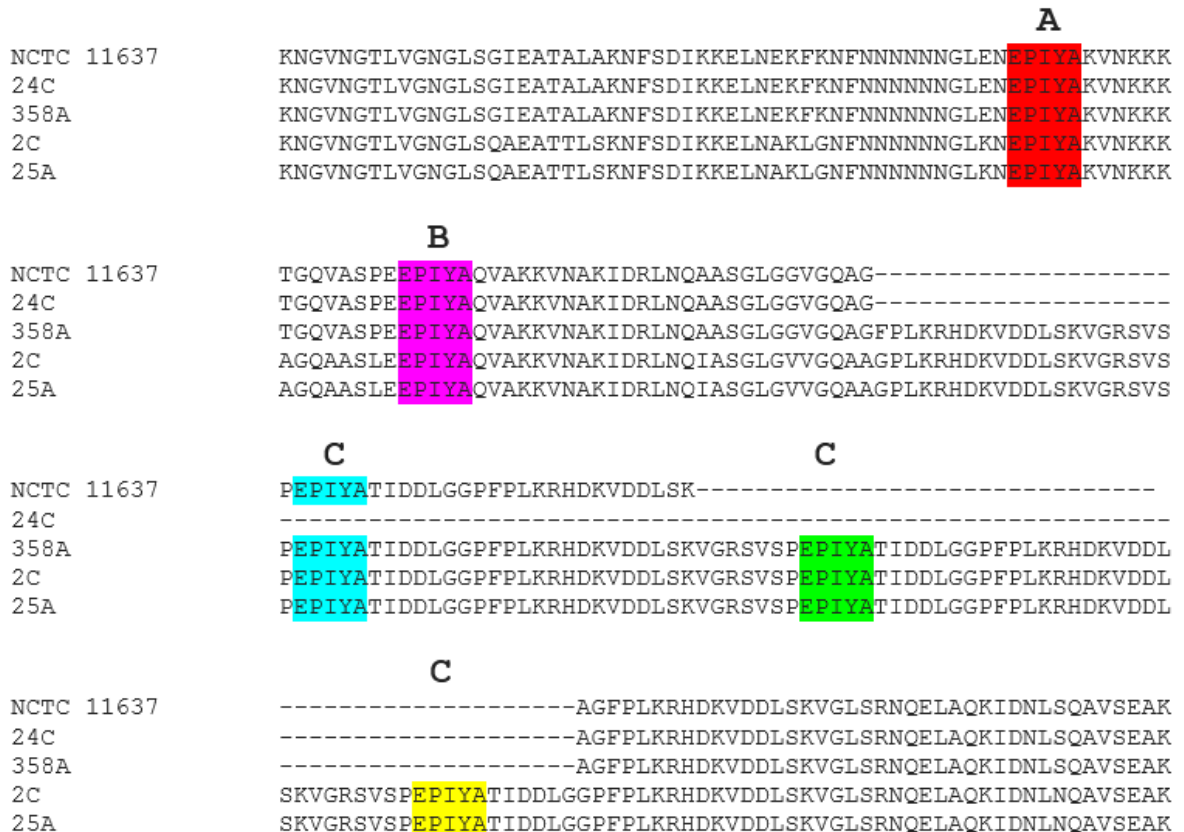 A
NCTC 11637 KNGVNGTLVGNGLSGIEATALAKNFSDIKKELNEKFKNFNNNNNNGLENEPIYAKVNKKK
24C KNGVNGTLVGNGLSGIEATALAKNFSDIKKELNEKFKNFNNNNNNGLENEPIYAKVNKKK
358A KNGVNGTLVGNGLSGIEATALAKNFSDIKKELNEKFKNFNNNNNNGLENEPIYAKVNKKK
2C KNGVNGTLVGNGLSQAEATTLSKNFSDIKKELNAKLGNFNNNNNNGLKNEPIYAKVNKKK
25A KNGVNGTLVGNGLSQAEATTLSKNFSDIKKELNAKLGNFNNNNNNGLKNEPIYAKVNKKK
B
NCTC 11637 TGQVASPEEPIYAQVAKKVNAKIDRLNQAASGLGGVGQAG--------------------
24C TGQVASPEEPIYAQVAKKVNAKIDRLNQAASGLGGVGQAG--------------------
358A TGQVASPEEPIYAQVAKKVNAKIDRLNQAASGLGGVGQAGFPLKRHDKVDDLSKVGRSVS
2C AGQAASLEEPIYAQVAKKVNAKIDRLNQIASGLGVVGQAAGPLKRHDKVDDLSKVGRSVS
25A AGQAASLEEPIYAQVAKKVNAKIDRLNQIASGLGVVGQAAGPLKRHDKVDDLSKVGRSVS
C C
NCTC 11637 PEPIYATIDDLGGPFPLKRHDKVDDLSK-------------------------------
24C ------------------------------------------------------------
358A PEPIYATIDDLGGPFPLKRHDKVDDLSKVGRSVSPEPIYATIDDLGGPFPLKRHDKVDDL
2C PEPIYATIDDLGGPFPLKRHDKVDDLSKVGRSVSPEPIYATIDDLGGPFPLKRHDKVDDL
25A PEPIYATIDDLGGPFPLKRHDKVDDLSKVGRSVSPEPIYATIDDLGGPFPLKRHDKVDDL
C
NCTC 11637 --------------------AGFPLKRHDKVDDLSKVGLSRNQELAQKIDNLSQAVSEAK
24C --------------------AGFPLKRHDKVDDLSKVGLSRNQELAQKIDNLSQAVSEAK
358A --------------------AGFPLKRHDKVDDLSKVGLSRNQELAQKIDNLSQAVSEAK
2C SKVGRSVSPEPIYATIDDLGGPFPLKRHDKVDDLSKVGLSRNQELAQKIDNLNQAVSEAK
25A SKVGRSVSPEPIYATIDDLGGPFPLKRHDKVDDLSKVGLSRNQELAQKIDNLNQAVSEAK